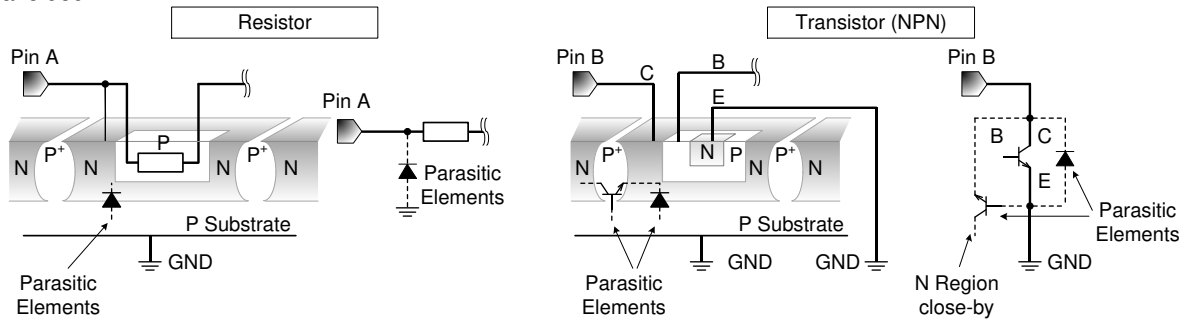 Resistor
Pin A
N
P+
N
P
P+
N
N
P Substrate
GND
Parasitic
Elements
Pin A
Parasitic
Elements
Transistor (NPN)
Pin B
C
B
E
N
P+
N
N
P
P+
N
N
P Substrate
GND
GND
Parasitic
Elements
Pin B
B
C
E
Parasitic
Elements
GND
N Region
close-by